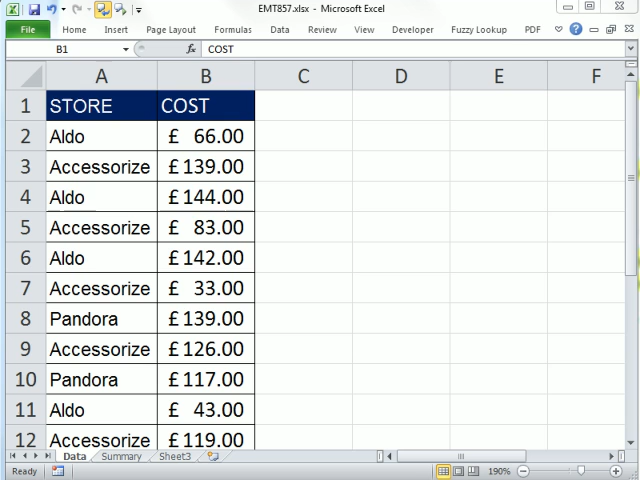 EMT857.xlsx - Microsoft Excel
File Home Insert Page Layout Formulas Data Review View Developer Fuzzy Lookup PDF
B1 fx COST
A B C D E F
1 STORE COST
2 Aldo £ 66.00
3 Accessorize £ 139.00
4 Aldo £ 144.00
5 Accessorize £ 83.00
6 Aldo £ 142.00
7 Accessorize £ 33.00
8 Pandora £ 139.00
9 Accessorize £ 126.00
10 Pandora £ 117.00
11 Aldo £ 43.00
12 Accessorize £ 119.00
Data Summary Sheet3
Ready 190%